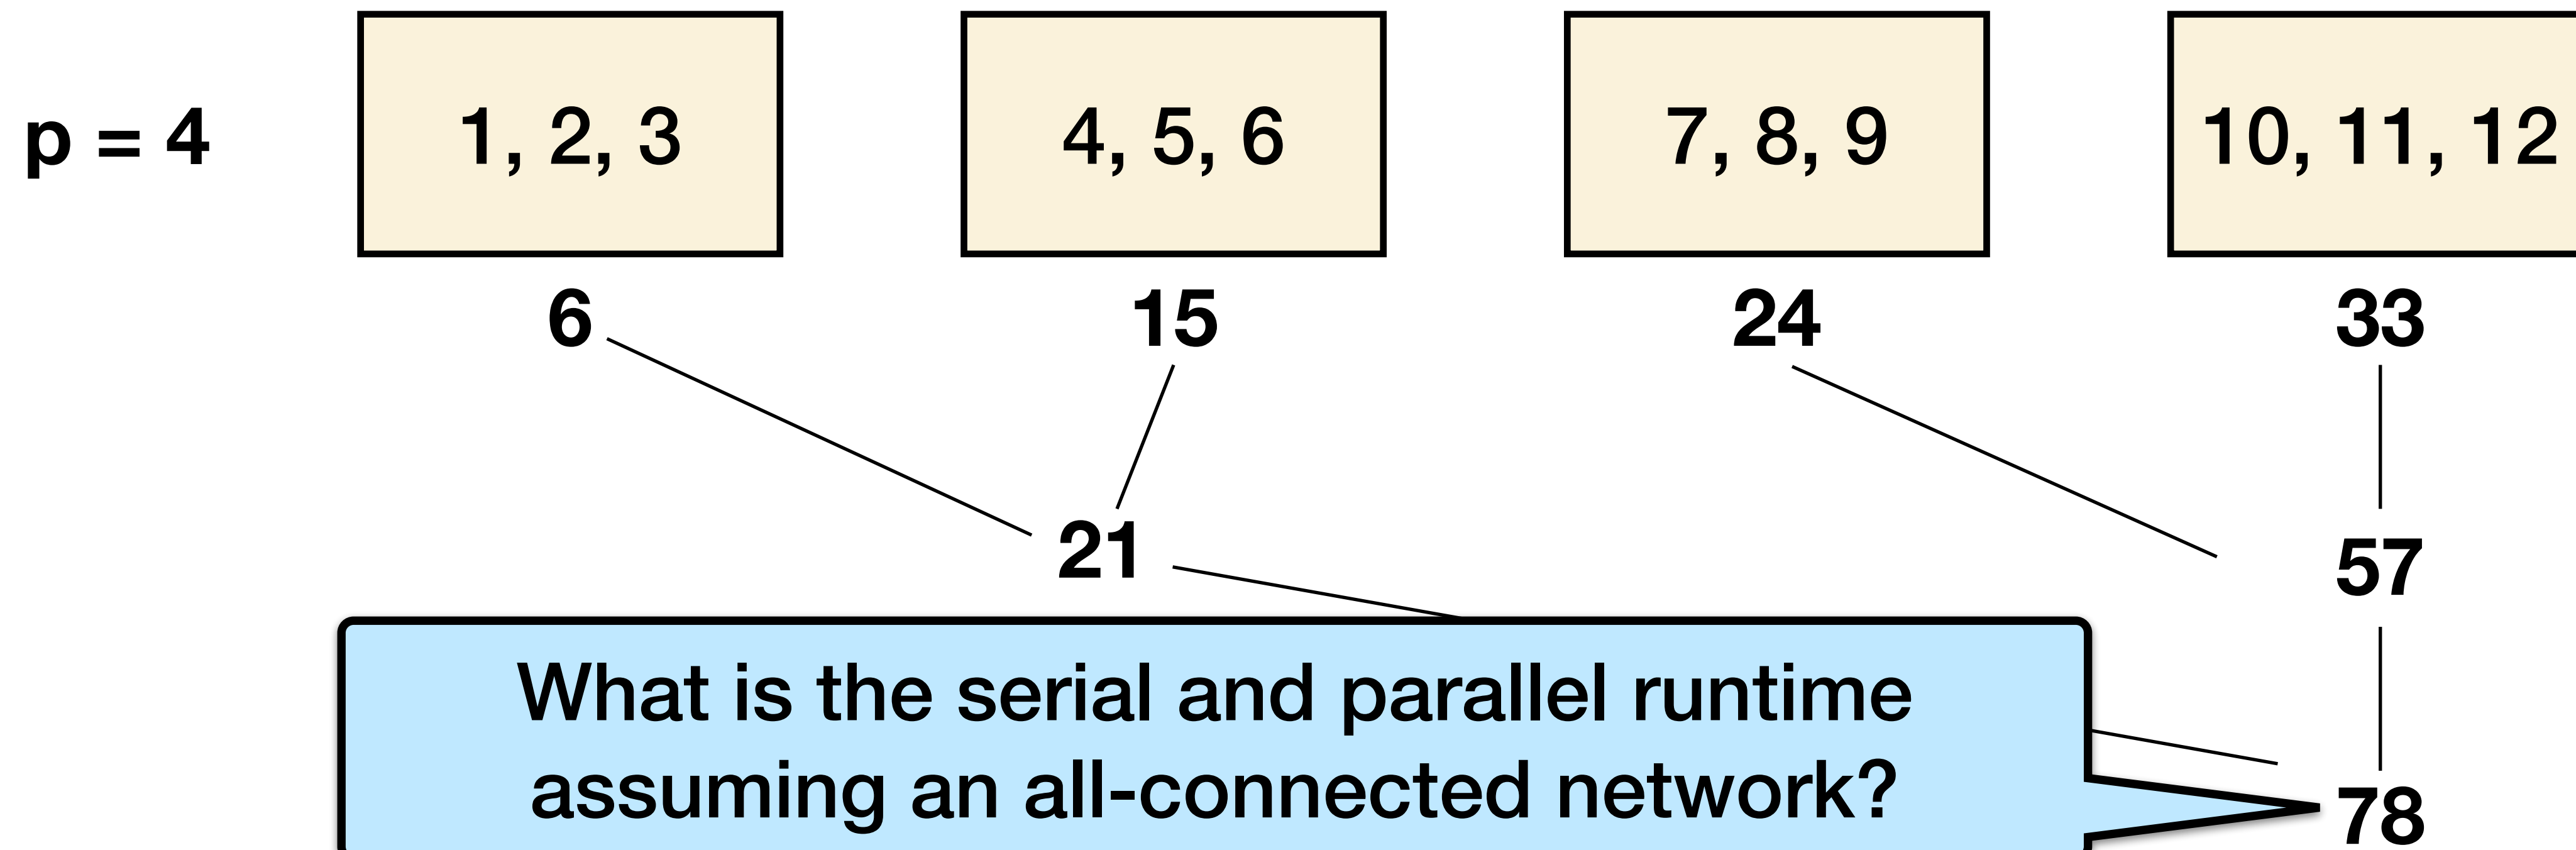 p = 4
1, 2, 3
4, 5, 6
7, 8, 9
10, 11, 12
6
15
24
33
21
57
What is the serial and parallel runtime
assuming an all-connected network?
78